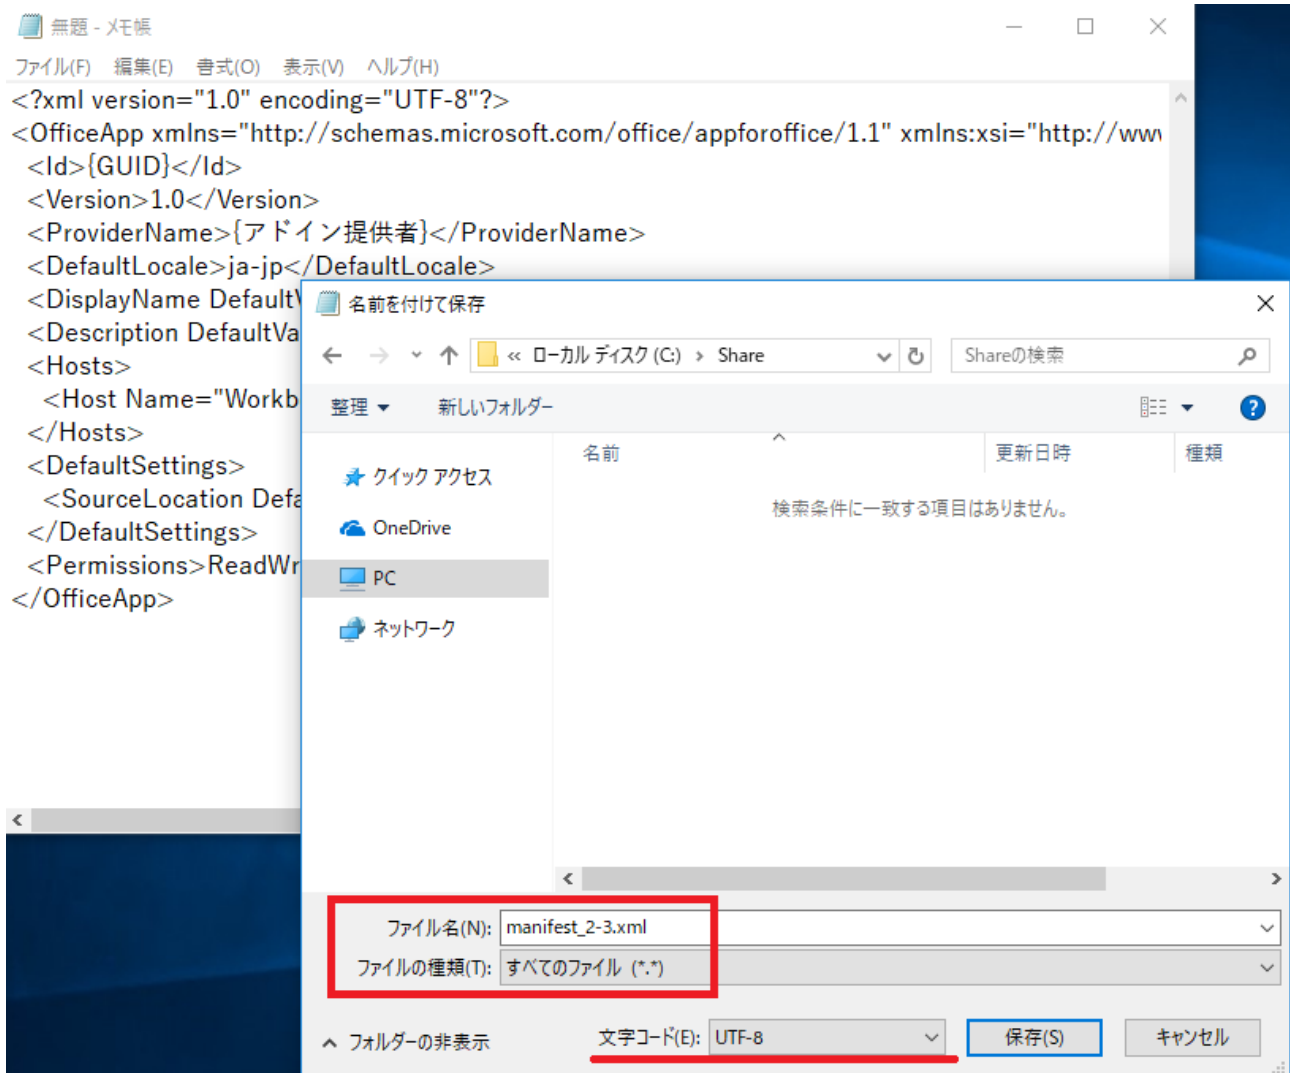 無題 - メモ帳
ファイル(F) 編集(E) 書式(O) 表示(V) ヘルプ(H)
<?xml version="1.0" encoding="UTF-8"?>
<OfficeApp xmlns="http://schemas.microsoft.com/office/appforoffice/1.1" xmlns:xsi="http://www
<Id>{GUID}</Id>
<Version>1.0</Version>
<ProviderName>{アドイン提供者}</ProviderName>
<DefaultLocale>ja-jp</DefaultLocale>
<DisplayName DefaultV
<Description DefaultVa
<Hosts>
<Host Name="Workb
</Hosts>
<DefaultSettings>
<SourceLocation Defa
</DefaultSettings>
<Permissions>ReadWr
</OfficeApp>
名前を付けて保存
« ローカル ディスク (C:) › Share
Shareの検索
整理 新しいフォルダー
名前 更新日時 種類
検索条件に一致する項目はありません。
クイック アクセス
OneDrive
PC
ネットワーク
ファイル名(N): manifest_2-3.xml
ファイルの種類(T): すべてのファイル (*.*)
フォルダーの非表示 文字コード(E): UTF-8 保存(S) キャンセル